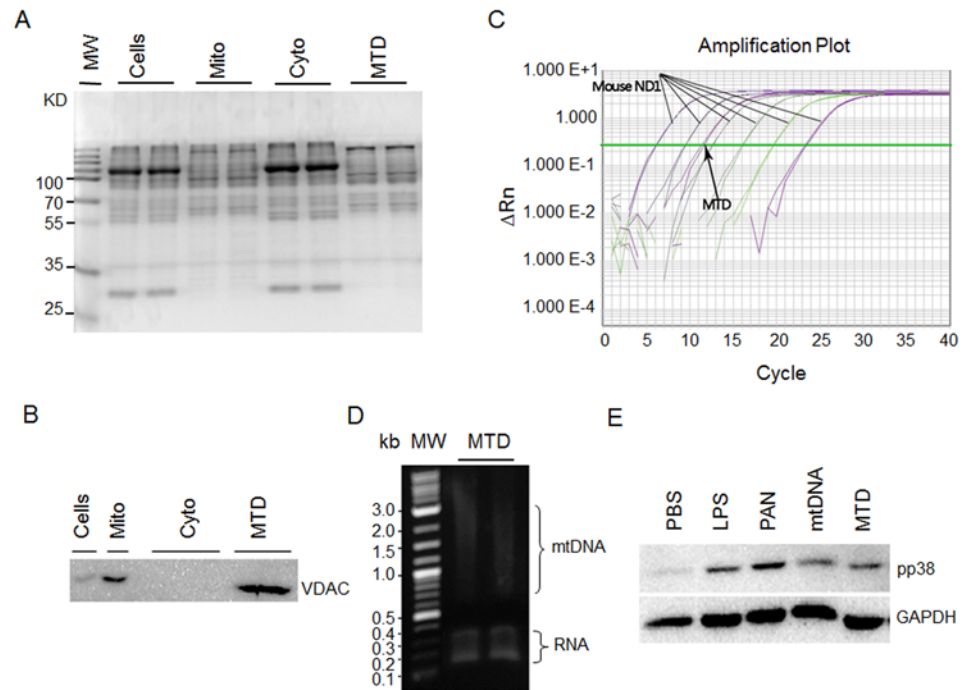 A
MW
Cells
Mito
Cyto
MTD
KD
100
70
55
35
25
B
Cells
Mito
Cyto
MTD
VDAC
C
Amplification Plot
1.000 E+1
1.000
1.000 E-1
1.000 E-2
1.000 E-3
1.000 E-4
ΔRn
Mouse ND1
MTD
0 5 10 15 20 25 30 35 40
Cycle
D
kb MW MTD
3.0
2.0
1.5
1.0
0.5
0.4
0.3
0.2
0.1
mtDNA
RNA
E
PBS
LPS
PAN
mtDNA
MTD
pp38
GAPDH